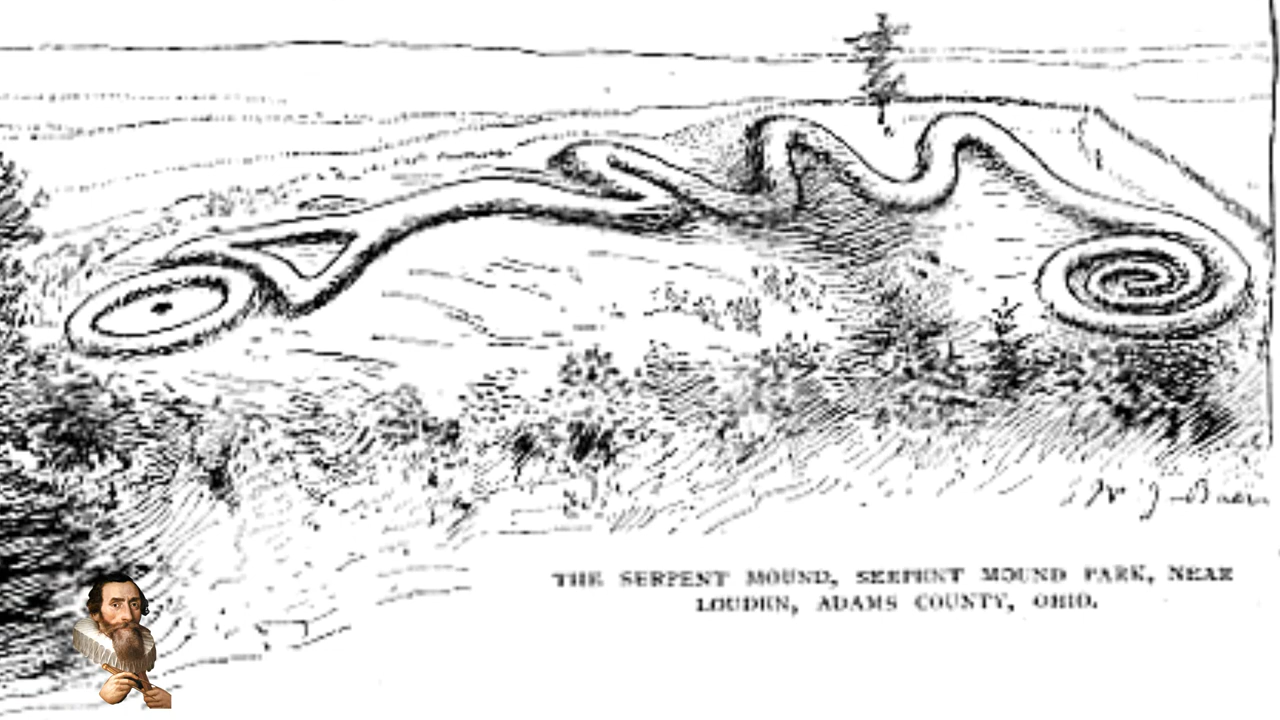 THE SERPENT MOUND, SERPENT MOUND PARK, NEAR
LOUDEN, ADAMS COUNTY, OHIO.